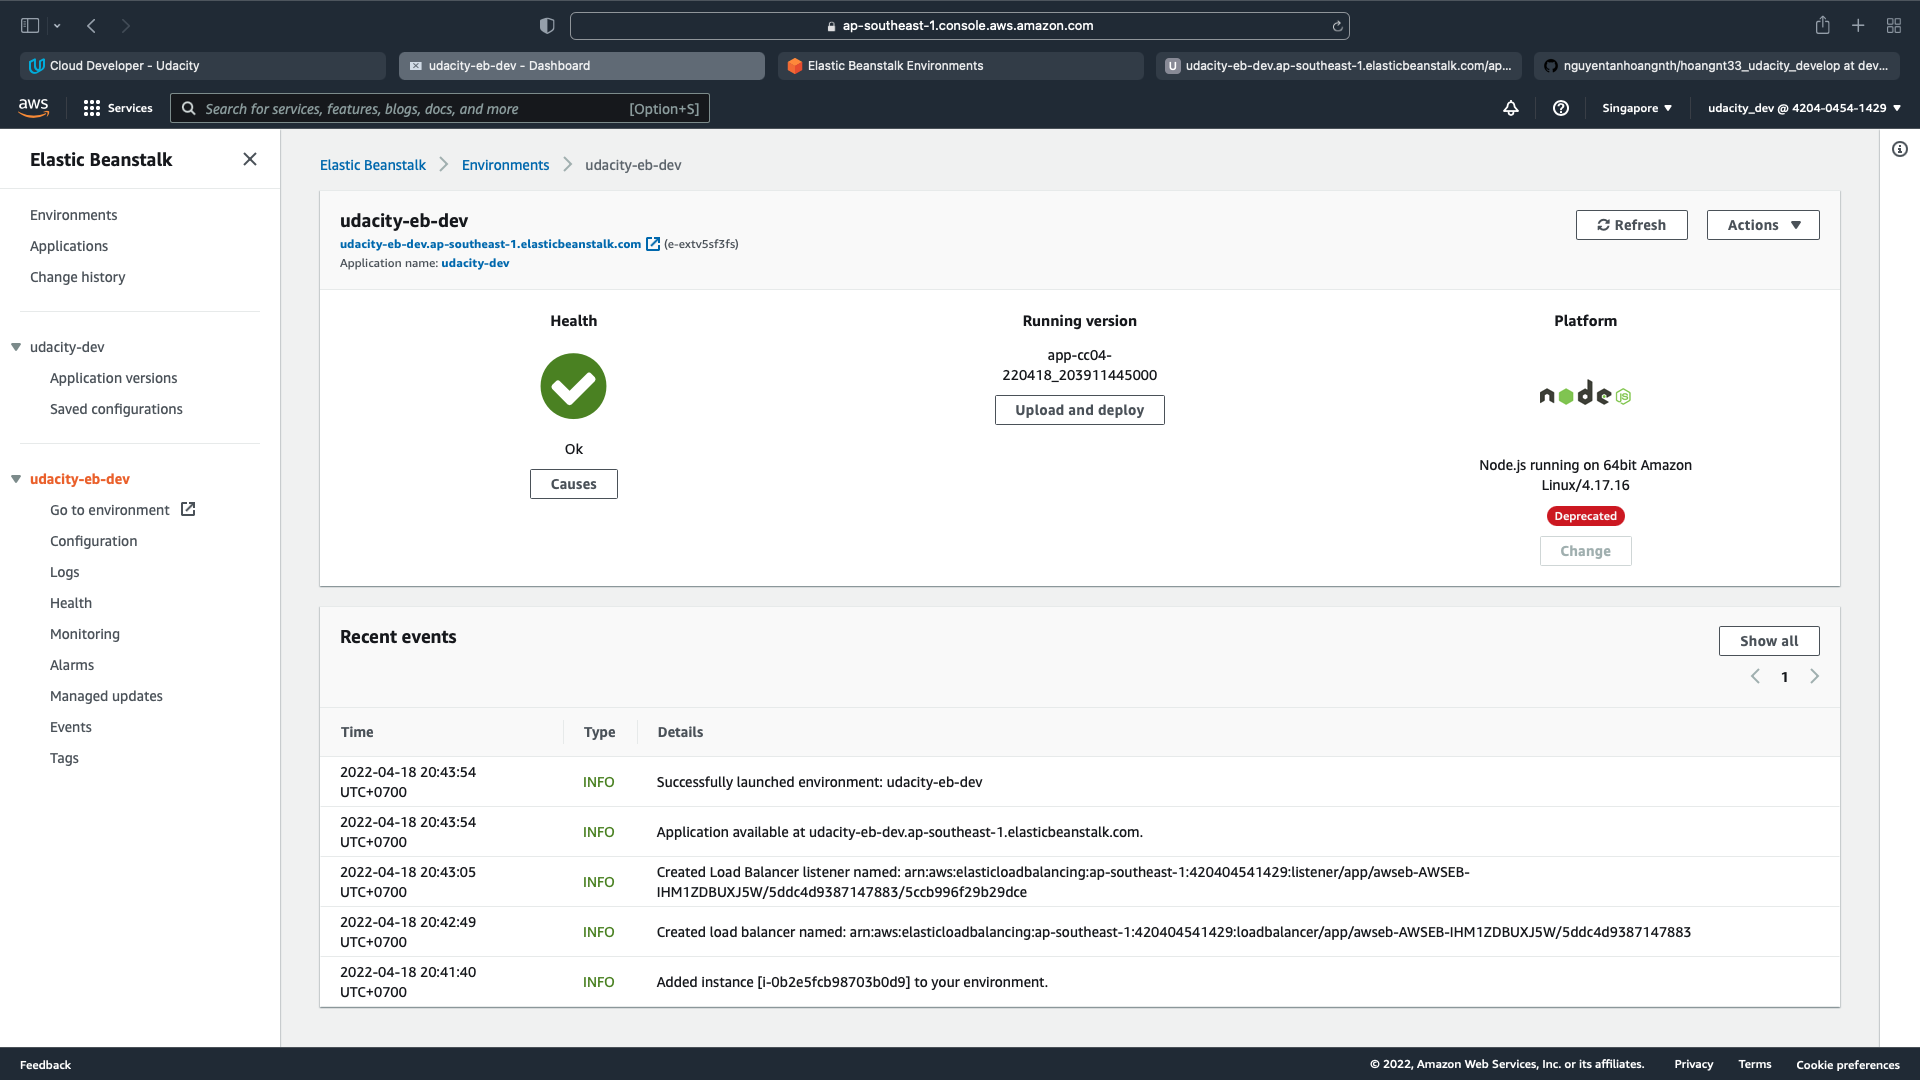 ap-southeast-1.console.aws.amazon.com
Cloud Developer - Udacity
udacity-eb-dev - Dashboard
Elastic Beanstalk Environments
U udacity-eb-dev.ap-southeast-1.elasticbeanstalk.com/ap...
nguyentanhoangnth/hoangnt33_udacity_develop at dev...
aws
Services
Search for services, features, blogs, docs, and more
[Option+S]
Singapore
udacity_dev @ 4204-0454-1429
Elastic Beanstalk
Environments
Applications
Change history
udacity-dev
Application versions
Saved configurations
udacity-eb-dev
Go to environment
Configuration
Logs
Health
Monitoring
Alarms
Managed updates
Events
Tags
Elastic Beanstalk
Environments
udacity-eb-dev
udacity-eb-dev
udacity-eb-dev.ap-southeast-1.elasticbeanstalk.com (e-extv5sf3fs)
Application name: udacity-dev
Refresh
Actions
Health
Ok
Causes
Running version
app-cc04-
220418_203911445000
Upload and deploy
Platform
node JS
Node.js running on 64bit Amazon
Linux/4.17.16
Deprecated
Change
Recent events
Show all
1
Time
Type
Details
2022-04-18 20:43:54
UTC+0700
INFO
Successfully launched environment: udacity-eb-dev
2022-04-18 20:43:54
UTC+0700
INFO
Application available at udacity-eb-dev.ap-southeast-1.elasticbeanstalk.com.
2022-04-18 20:43:05
UTC+0700
INFO
Created Load Balancer listener named: arn:aws:elasticloadbalancing:ap-southeast-1:420404541429:listener/app/awseb-AWSEB-
IHM1ZDBUXJ5W/5ddc4d9387147883/5ccb996f29b29dce
2022-04-18 20:42:49
UTC+0700
INFO
Created load balancer named: arn:aws:elasticloadbalancing:ap-southeast-1:420404541429:loadbalancer/app/awseb-AWSEB-IHM1ZDBUXJ5W/5ddc4d9387147883
2022-04-18 20:41:40
UTC+0700
INFO
Added instance [i-0b2e5fcb98703b0d9] to your environment.
Feedback
© 2022, Amazon Web Services, Inc. or its affiliates.
Privacy
Terms
Cookie preferences